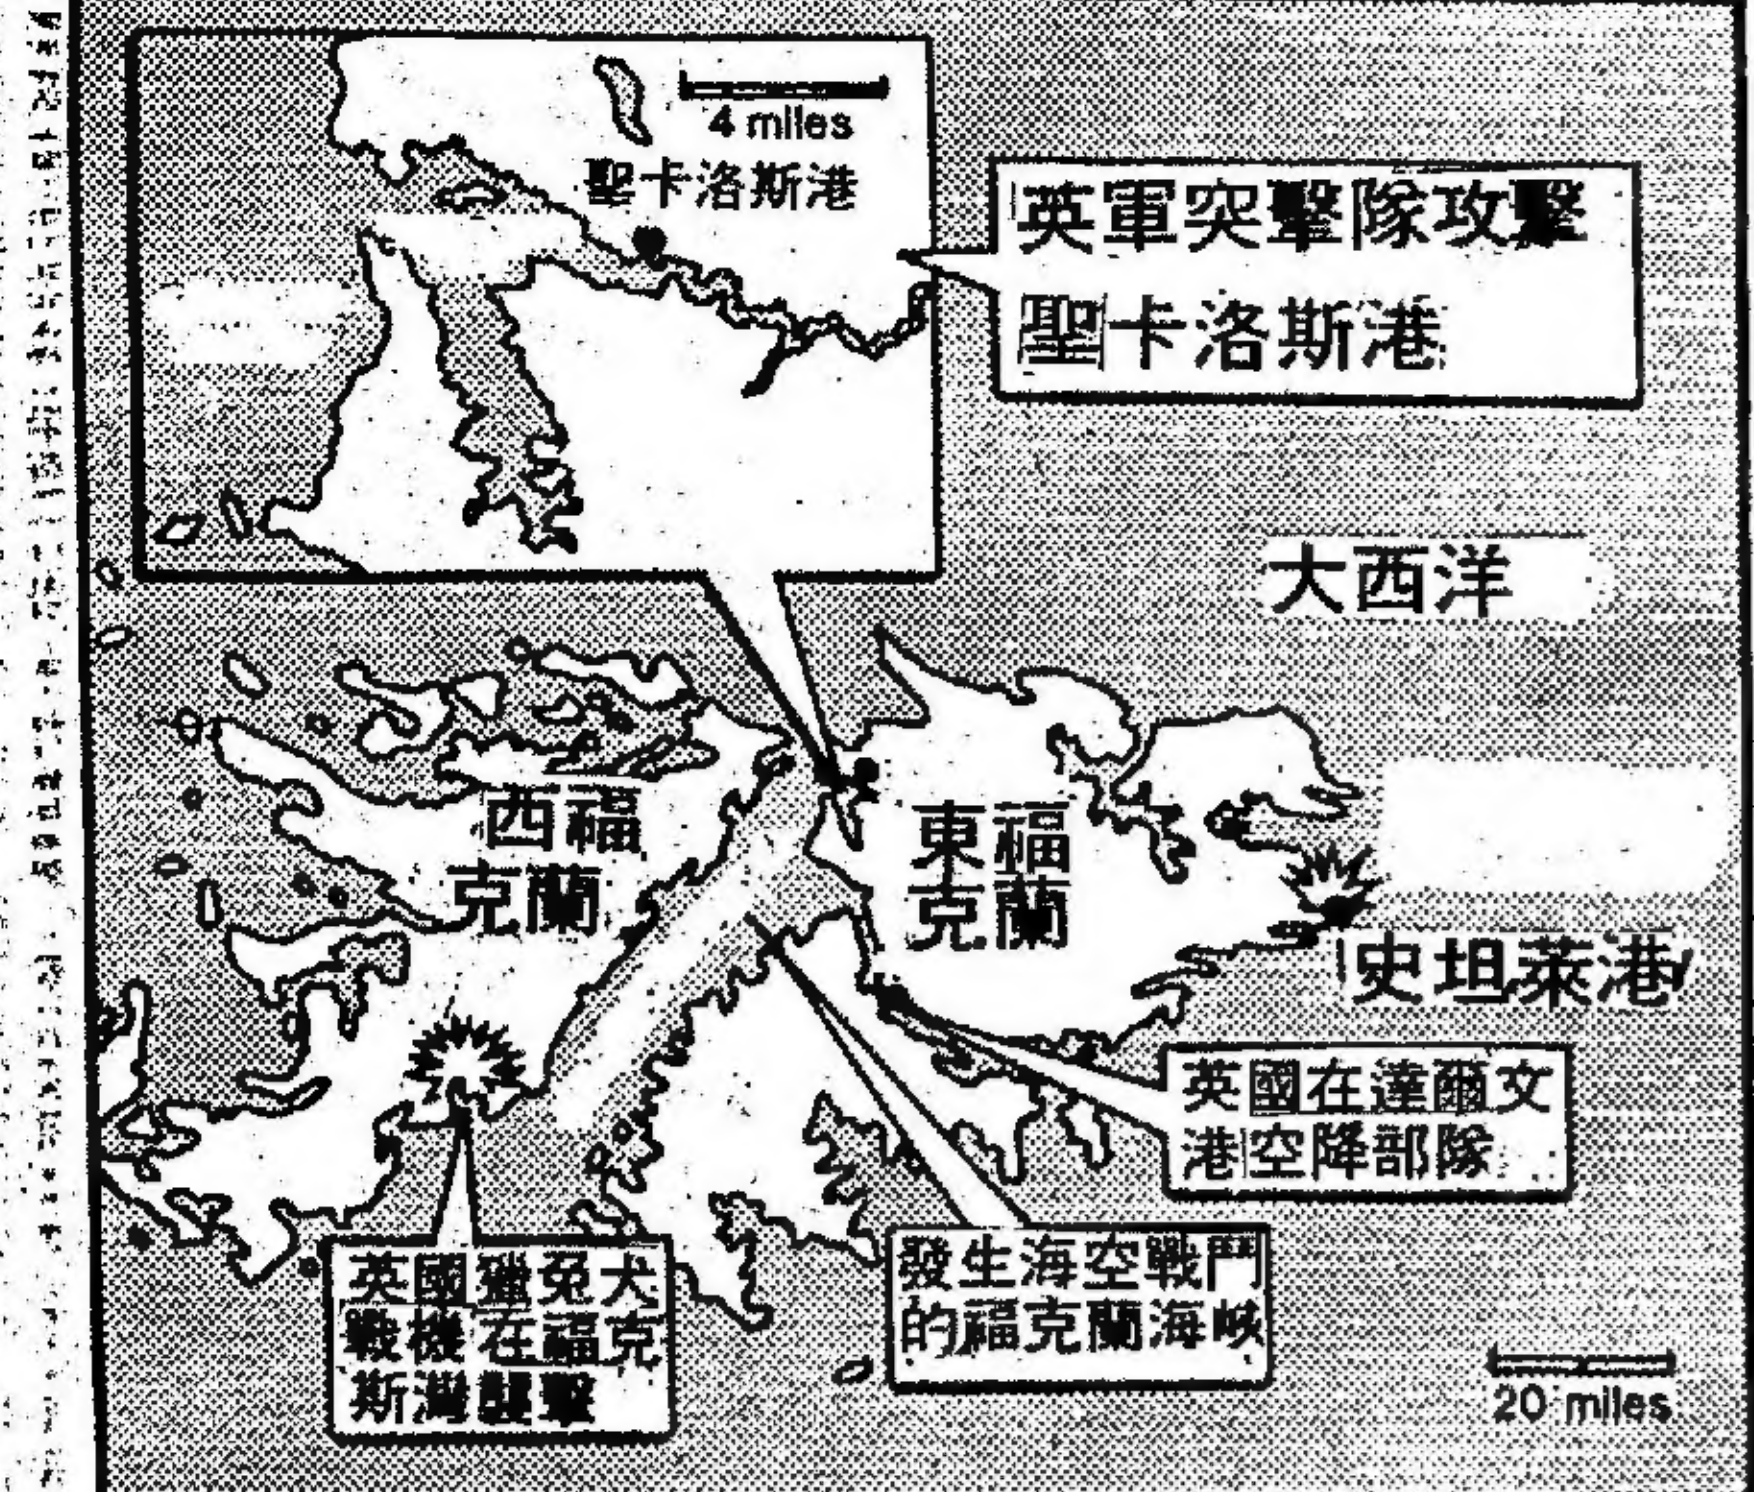 4 miles
聖卡洛斯港
英軍突擊隊攻擊
聖卡洛斯港
大西洋
西福
克蘭
東福
克蘭
史坦萊港
英國在達爾文
港空降部隊
英國獵兔犬
戰機在福克
斯灣襲擊
發生海空戰鬥
的福克蘭海峽
20 miles